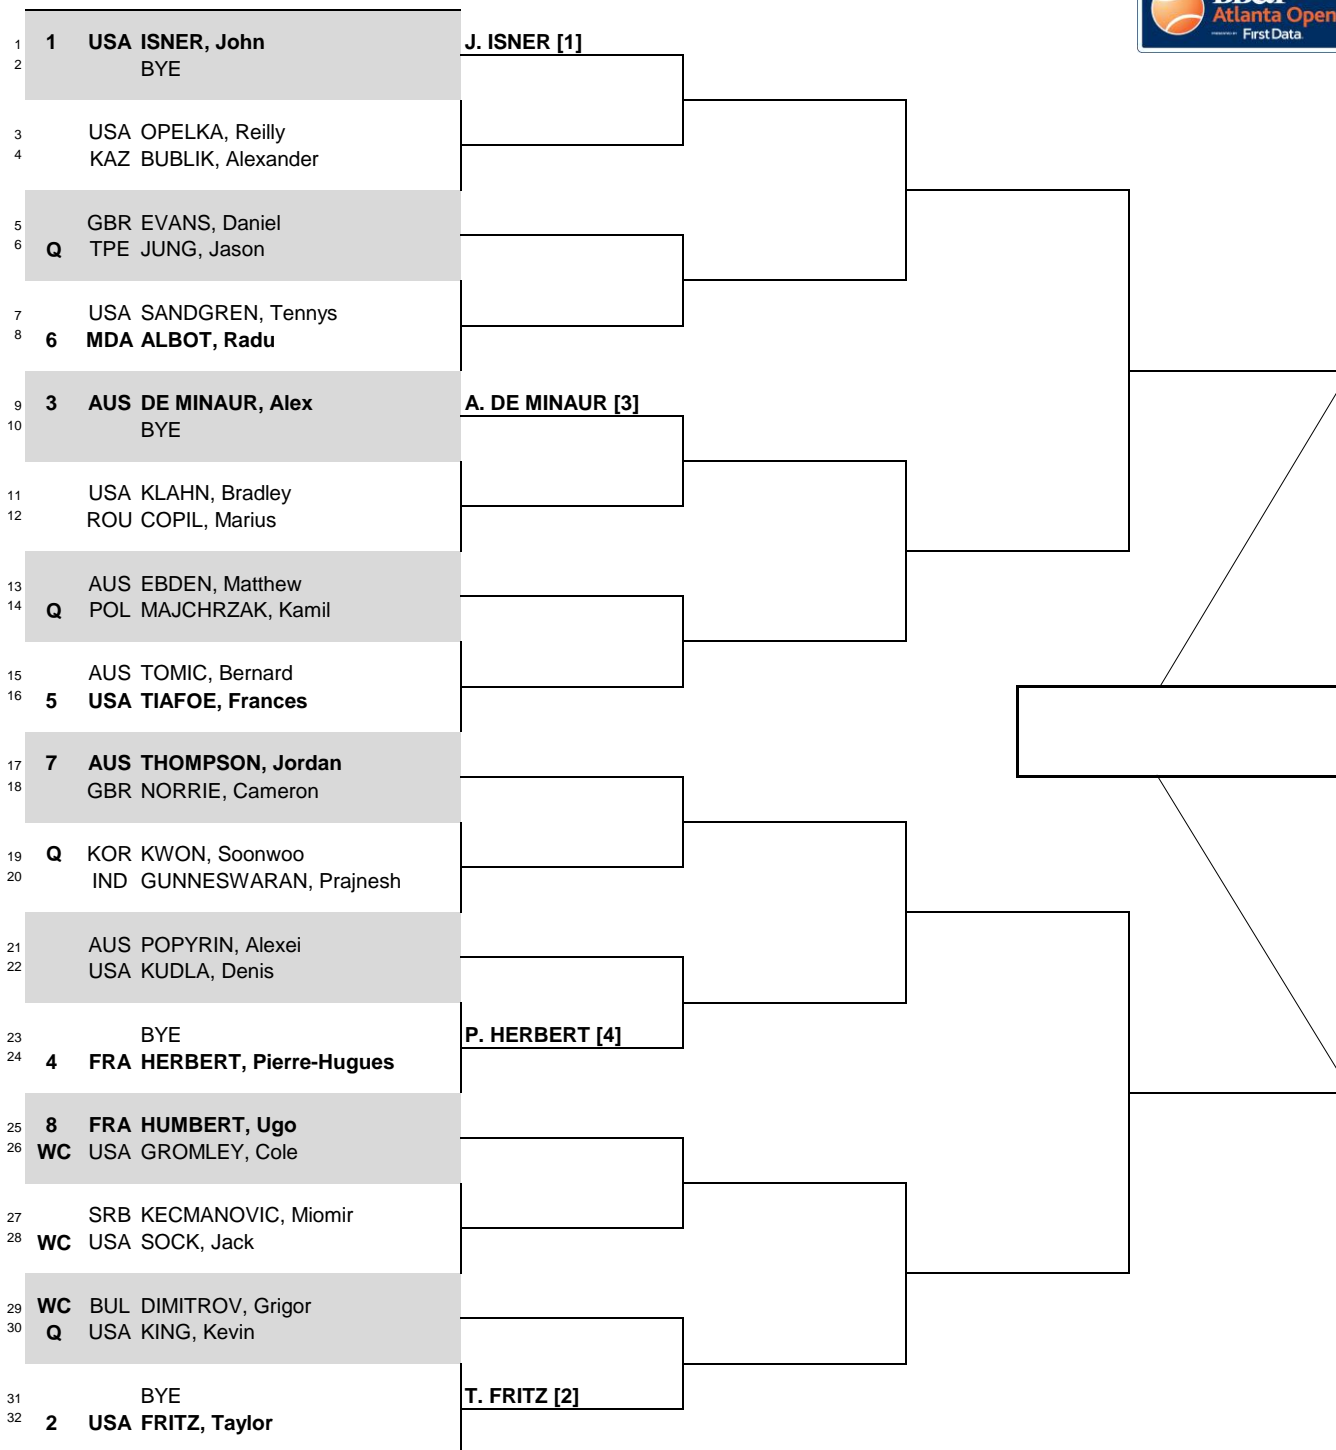 Atlanta Open
First Data.
1 1 USA ISNER, John J. ISNER [1]
2 BYE
3 USA OPELKA, Reilly
4 KAZ BUBLIK, Alexander
5 GBR EVANS, Daniel
6 Q TPE JUNG, Jason
7 USA SANDGREN, Tennys
8 6 MDA ALBOT, Radu
9 3 AUS DE MINAUR, Alex A. DE MINAUR [3]
10 BYE
11 USA KLAHN, Bradley
12 ROU COPIL, Marius
13 AUS EBDEN, Matthew
14 Q POL MAJCHRZAK, Kamil
15 AUS TOMIC, Bernard
16 5 USA TIAFOE, Frances
17 7 AUS THOMPSON, Jordan
18 GBR NORRIE, Cameron
19 Q KOR KWON, Soonwoo
20 IND GUNNESWARAN, Prajnesh
21 AUS POPYRIN, Alexei
22 USA KUDLA, Denis
23 BYE P. HERBERT [4]
24 4 FRA HERBERT, Pierre-Hugues
25 8 FRA HUMBERT, Ugo
26 WC USA GROMLEY, Cole
27 SRB KECMANOVIC, Miomir
28 WC USA SOCK, Jack
29 WC BUL DIMITROV, Grigor
30 Q USA KING, Kevin
31 BYE T. FRITZ [2]
32 2 USA FRITZ, Taylor